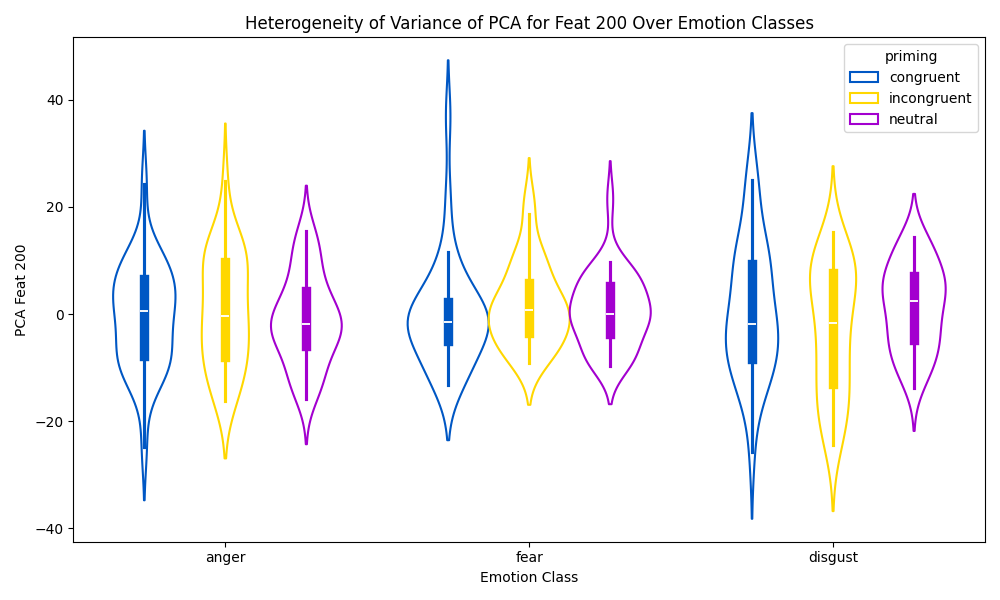 Heterogeneity of Variance of PCA for Feat 200 Over Emotion Classes
priming
congruent
incongruent
neutral
PCA Feat 200
40
20
0
−20
−40
anger
fear
disgust
Emotion Class